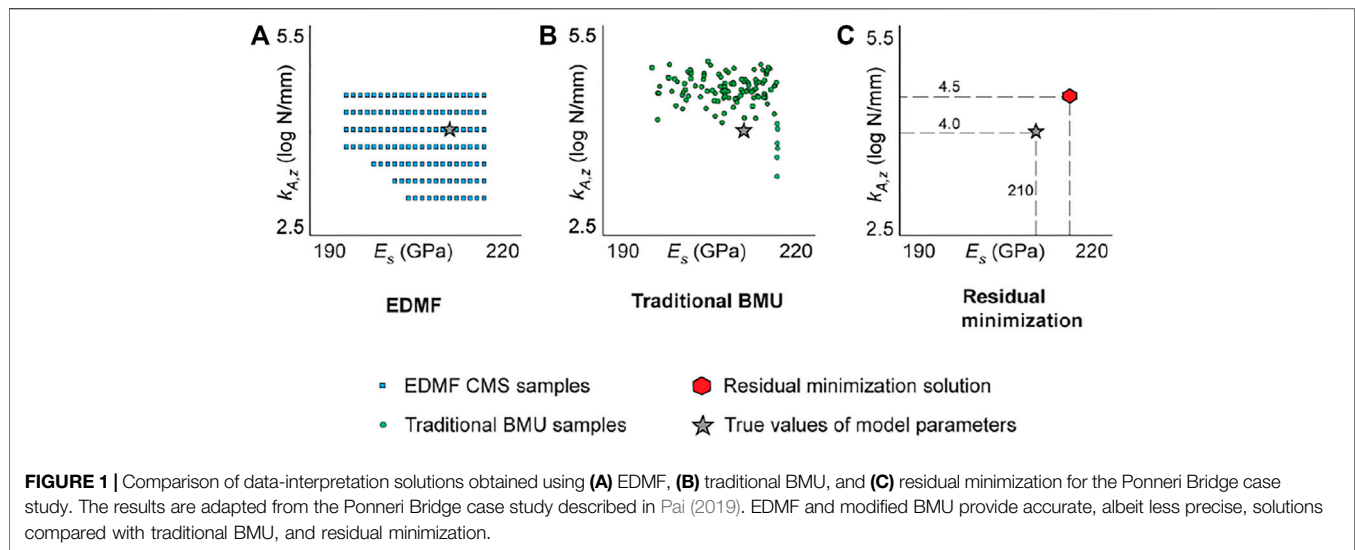 A
5.5
k_{A,z} (log N/mm)
2.5
190 E_s (GPa) 220
EDMF
B
5.5
k_{A,z} (log N/mm)
2.5
190 E_s (GPa) 220
Traditional BMU
C
5.5
4.5
4.0
k_{A,z} (log N/mm)
210
2.5
190 E_s (GPa) 220
Residual
minimization
EDMF CMS samples
Residual minimization solution
Traditional BMU samples
True values of model parameters
FIGURE 1 | Comparison of data-interpretation solutions obtained using (A) EDMF, (B) traditional BMU, and (C) residual minimization for the Ponneri Bridge case
study. The results are adapted from the Ponneri Bridge case study described in Pai (2019). EDMF and modified BMU provide accurate, albeit less precise, solutions
compared with traditional BMU, and residual minimization.